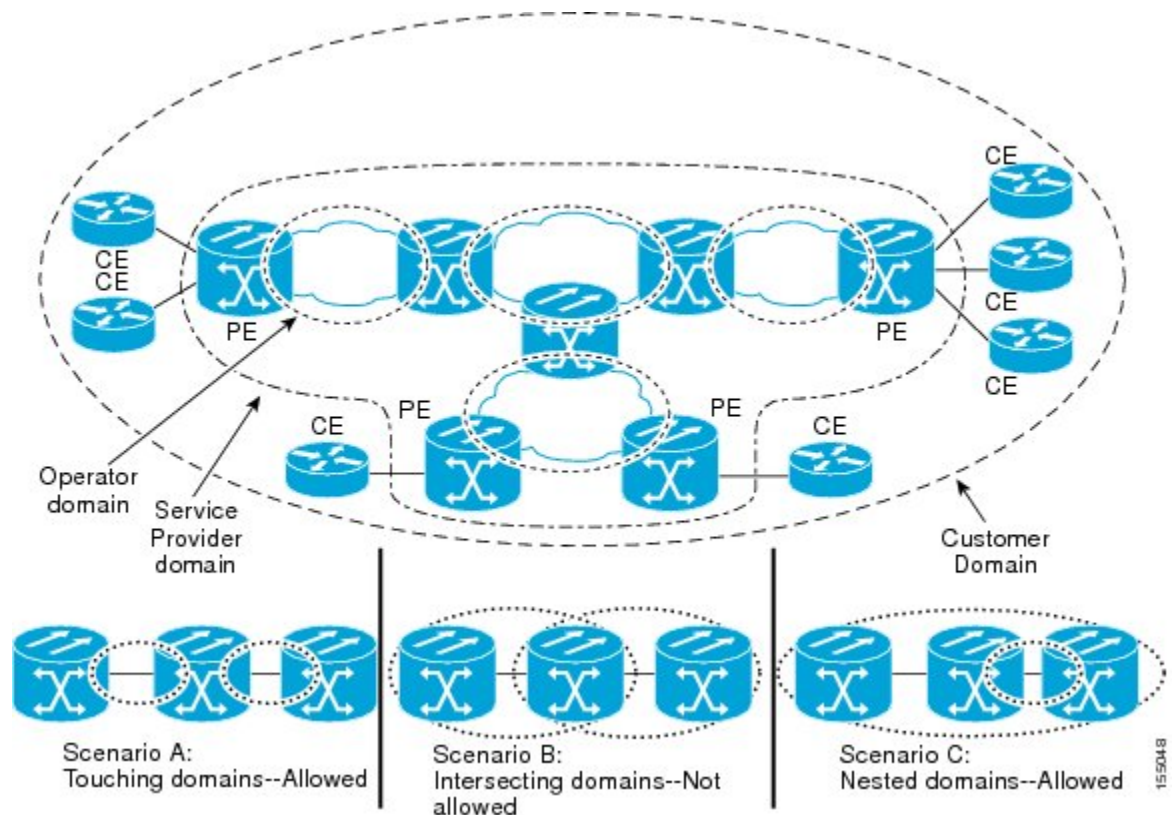 CE
CE
CE
PE
CE
PE
CE
CE
PE
PE
CE
CE
Operator
domain
Service
Provider
domain
Customer
Domain
Scenario A:
Touching domains--Allowed
Scenario B:
Intersecting domains--Not
allowed
Scenario C:
Nested domains--Allowed
155048